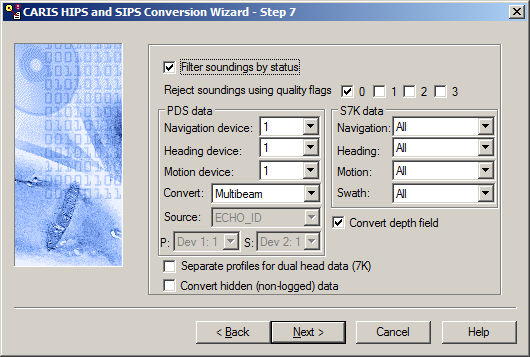 CARIS HIPS and SIPS Conversion Wizard - Step 7
Filter soundings by status
Reject soundings using quality flags 0 1 2 3
PDS data
Navigation device: 1
Heading device: 1
Motion device: 1
Convert: Multibeam
Source: ECHO_ID
P: Dev 1: 1 S: Dev 2: 1
S7K data
Navigation: All
Heading: All
Motion: All
Swath: All
Convert depth field
Separate profiles for dual head data (7K)
Convert hidden (non-logged) data
< Back
Next >
Cancel
Help